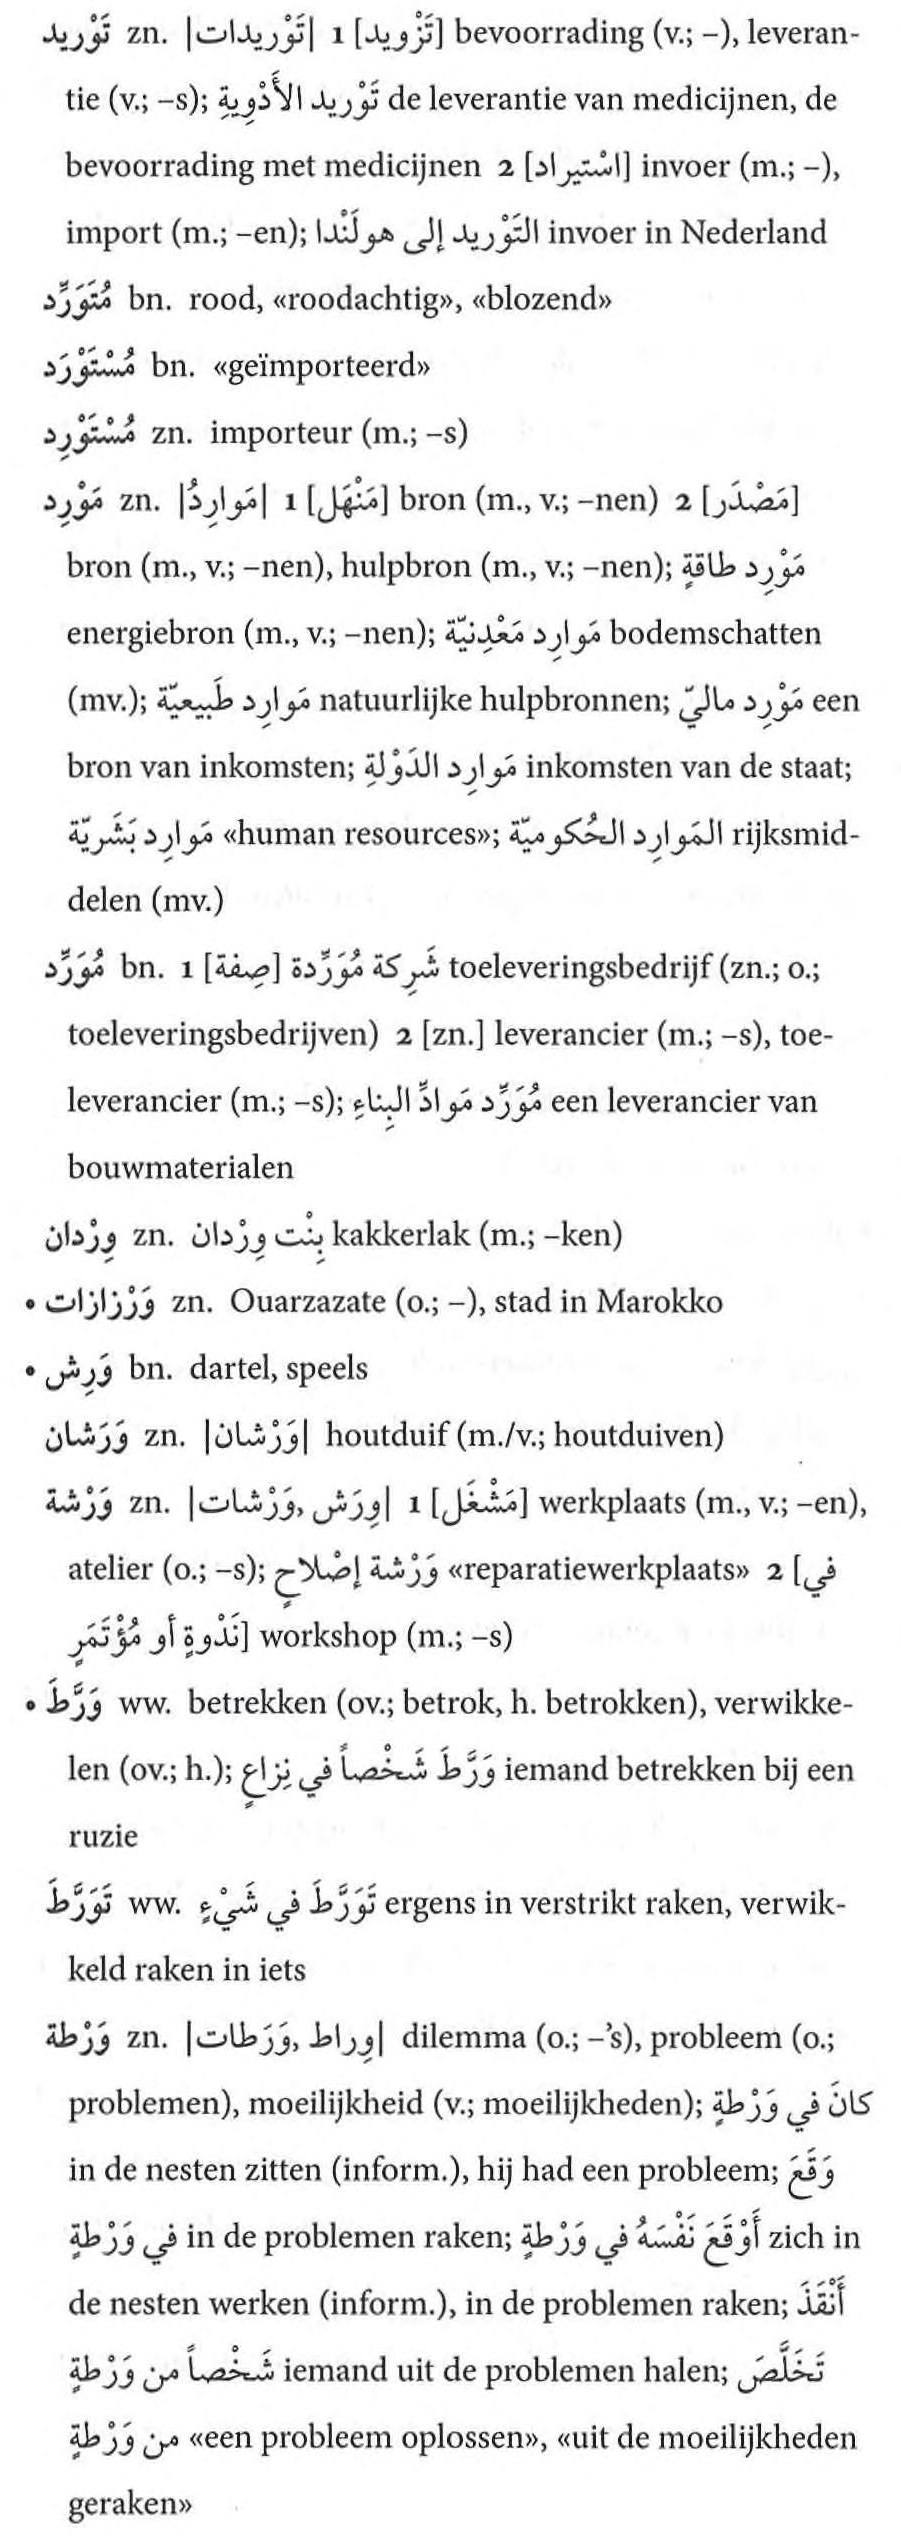 تَوْريد zn. |تَوْريدات| 1 [تَزْويد] bevoorrading (v.; –), leveran-
tie (v.; –s); تَوْريد الأَدْوِيةِ de leverantie van medicijnen, de
bevoorrading met medicijnen 2 [اسْتيراد] invoer (m.; –),
import (m.; –en); التَوْريد إلى هولَنْدا invoer in Nederland
مُتَوَرِّد bn. rood, «roodachtig», «blozend»
مُسْتَوْرَد bn. «geïmporteerd»
مُسْتَوْرِد zn. importeur (m.; –s)
مَوْرِد zn. |مَوارِدُ| 1 [مَنْهَل] bron (m., v.; –nen) 2 [مَصْدَر]
bron (m., v.; –nen), hulpbron (m., v.; –nen); مَوْرِد طاقةٍ
energiebron (m., v.; –nen); مَوارِد مَعْدِنيّة bodemschatten
(mv.); مَوارِد طَبيعيّة natuurlijke hulpbronnen; مَوْرِد ماليّ een
bron van inkomsten; مَوارِد الدَوْلةِ inkomsten van de staat;
مَوارِد بَشَريّة «human resources»; المَوارِد الحُكوميّة rijksmid-
delen (mv.)
مُوَرِّد bn. 1 [صِفة] شَرِكة مُوَرِّدة toeleveringsbedrijf (zn.; o.;
toeleveringsbedrijven) 2 [zn.] leverancier (m.; –s), toe-
leverancier (m.; –s); مُوَرِّد مَوادِّ البِناءِ een leverancier van
bouwmaterialen
وِرْدان zn. بِنْت وِرْدان kakkerlak (m.; –ken)
• وَرْزازات zn. Ouarzazate (o.; –), stad in Marokko
• وَرِش bn. dartel, speels
وَرَشان zn. |وَرْشان| houtduif (m./v.; houtduiven)
وَرْشة zn. |وِرَش ,وَرْشات| 1 [مَشْغَل] werkplaats (m., v.; –en),
atelier (o.; –s); وَرْشة إصْلاحٍ «reparatiewerkplaats» 2 [في
نَدْوةٍ أو مُؤْتَمَرٍ] workshop (m.; –s)
• وَرَّطَ ww. betrekken (ov.; betrok, h. betrokken), verwikke-
len (ov.; h.); وَرَّطَ شَخْصاً في نِزاعٍ iemand betrekken bij een
ruzie
تَوَرَّطَ ww. تَوَرَّطَ في شَيْءٍ ergens in verstrikt raken, verwik-
keld raken in iets
وَرْطة zn. |وِراط ,وَرَطات| dilemma (o.; –’s), probleem (o.;
problemen), moeilijkheid (v.; moeilijkheden); كانَ في وَرْطةٍ
in de nesten zitten (inform.), hij had een probleem; وَقَعَ
في وَرْطةٍ in de problemen raken; أَوْقَعَ نَفْسَهُ في وَرْطةٍ zich in
de nesten werken (inform.), in de problemen raken; أَنْقَذَ
شَخْصاً من وَرْطةٍ iemand uit de problemen halen; تَخَلَّصَ
من وَرْطةٍ «een probleem oplossen», «uit de moeilijkheden
geraken»